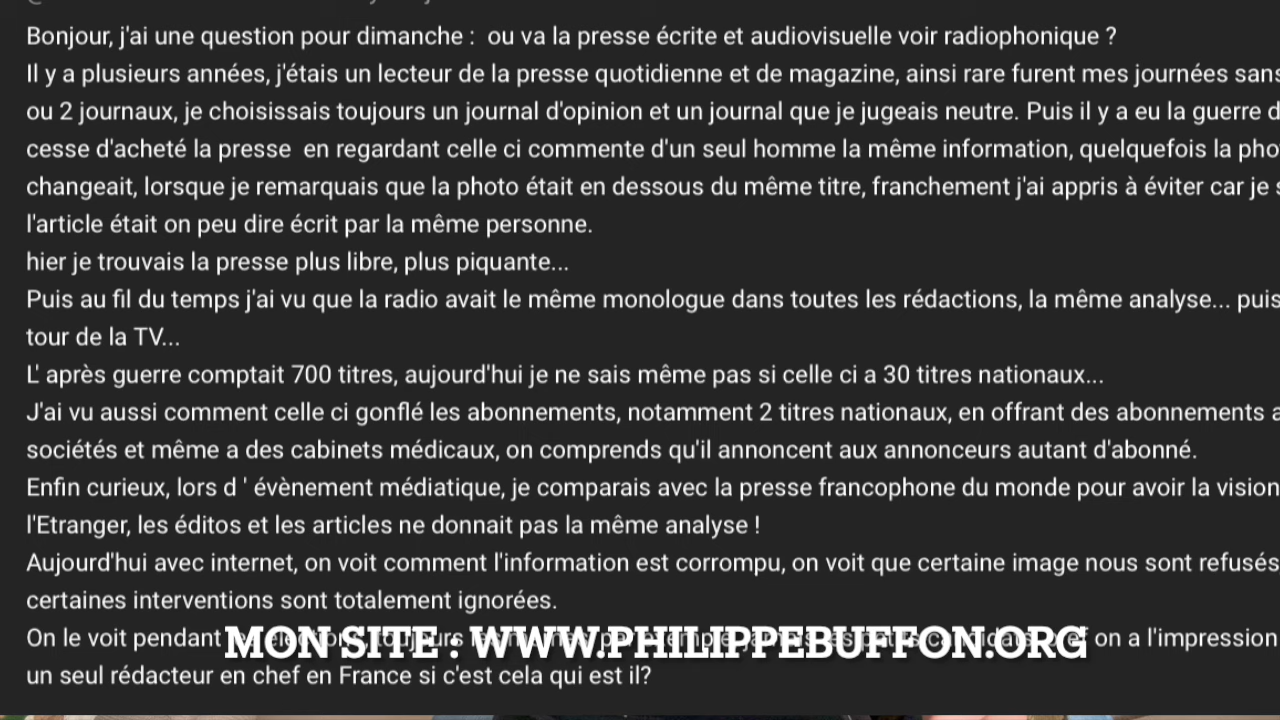 Bonjour, j'ai une question pour dimanche :  ou va la presse écrite et audiovisuelle voir radiophonique ?
Il y a plusieurs années, j'étais un lecteur de la presse quotidienne et de magazine, ainsi rare furent mes journées sans
ou 2 journaux, je choisissais toujours un journal d'opinion et un journal que je jugeais neutre. Puis il y a eu la guerre
cesse d'acheté la presse  en regardant celle ci commente d'un seul homme la même information, quelquefois la
changeait, lorsque je remarquais que la photo était en dessous du même titre, franchement j'ai appris à éviter car je
l'article était on peu dire écrit par la même personne.
hier je trouvais la presse plus libre, plus piquante...
Puis au fil du temps j'ai vu que la radio avait le même monologue dans toutes les rédactions, la même analyse... puis
tour de la TV...
L' après guerre comptait 700 titres, aujourd'hui je ne sais même pas si celle ci a 30 titres nationaux...
J'ai vu aussi comment celle ci gonflé les abonnements, notamment 2 titres nationaux, en offrant des abonnements
sociétés et même a des cabinets médicaux, on comprends qu'il annoncent aux annonceurs autant d'abonné.
Enfin curieux, lors d ' évènement médiatique, je comparais avec la presse francophone du monde pour avoir la vision
l'Etranger, les éditos et les articles ne donnait pas la même analyse !
Aujourd'hui avec internet, on voit comment l'information est corrompu, on voit que certaine image nous sont refusés
certaines interventions sont totalement ignorées.
On le voit pendant on a l'impression
MON SITE : WWW.PHILIPPEBUFFON.ORG
un seul rédacteur en chef en France si c'est cela qui est il?